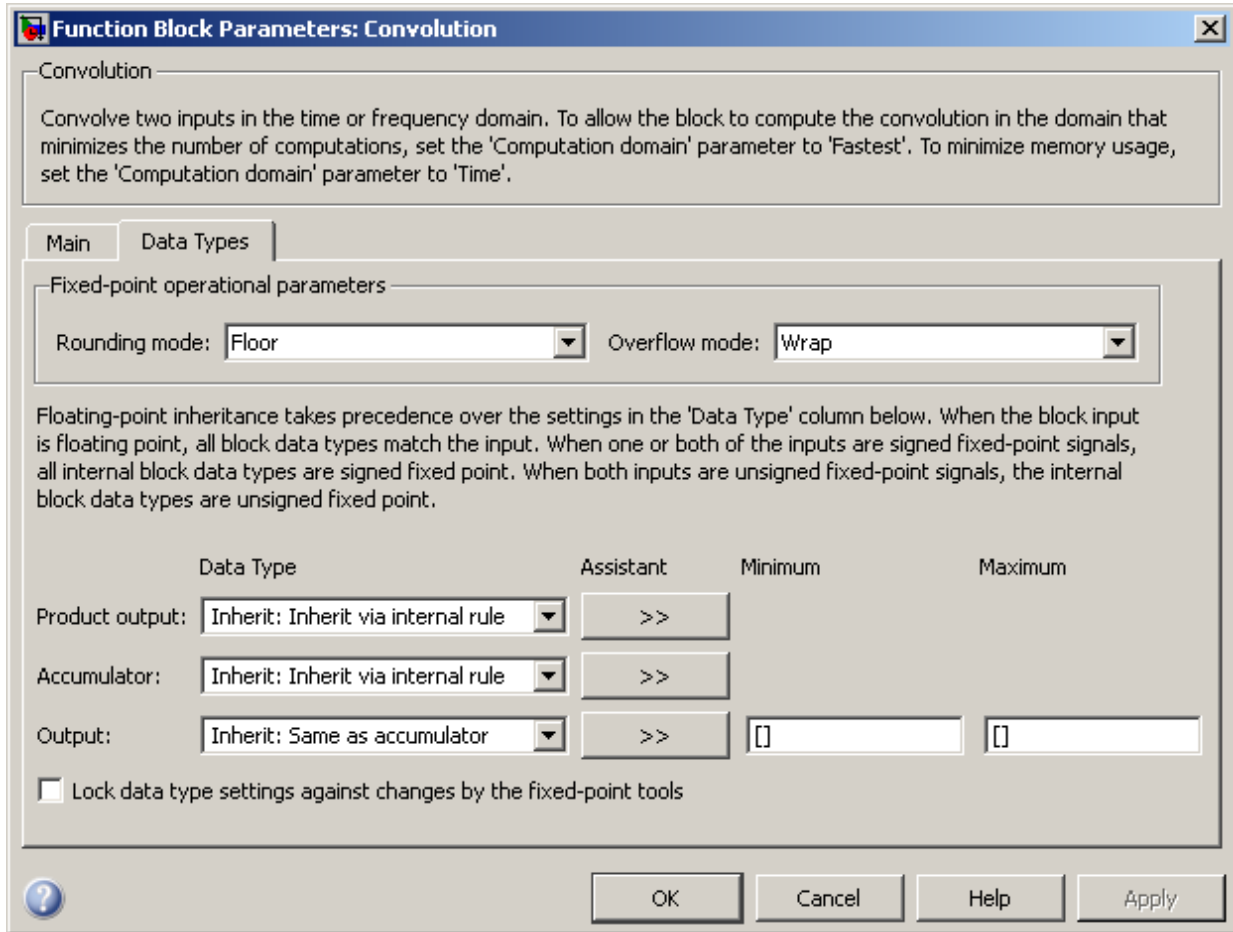 Function Block Parameters: Convolution
Convolution
Convolve two inputs in the time or frequency domain. To allow the block to compute the convolution in the domain that
minimizes the number of computations, set the 'Computation domain' parameter to 'Fastest'. To minimize memory usage,
set the 'Computation domain' parameter to 'Time'.
Main Data Types
Fixed-point operational parameters
Rounding mode: Floor Overflow mode: Wrap
Floating-point inheritance takes precedence over the settings in the 'Data Type' column below. When the block input
is floating point, all block data types match the input. When one or both of the inputs are signed fixed-point signals,
all internal block data types are signed fixed point. When both inputs are unsigned fixed-point signals, the internal
block data types are unsigned fixed point.
Data Type Assistant Minimum Maximum
Product output: Inherit: Inherit via internal rule >>
Accumulator: Inherit: Inherit via internal rule >>
Output: Inherit: Same as accumulator >> [] []
Lock data type settings against changes by the fixed-point tools
? OK Cancel Help Apply